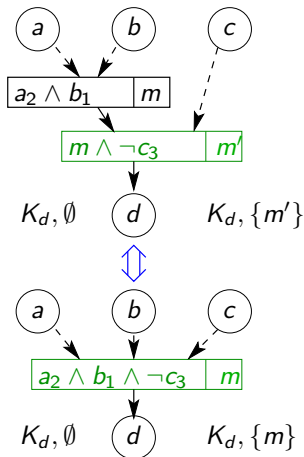 a b c
a₂ ∧ b₁ m
m ∧ ¬c₃ m′
K_d, ∅ d K_d, {m′}
a b c
a₂ ∧ b₁ ∧ ¬c₃ m
K_d, ∅ d K_d, {m}